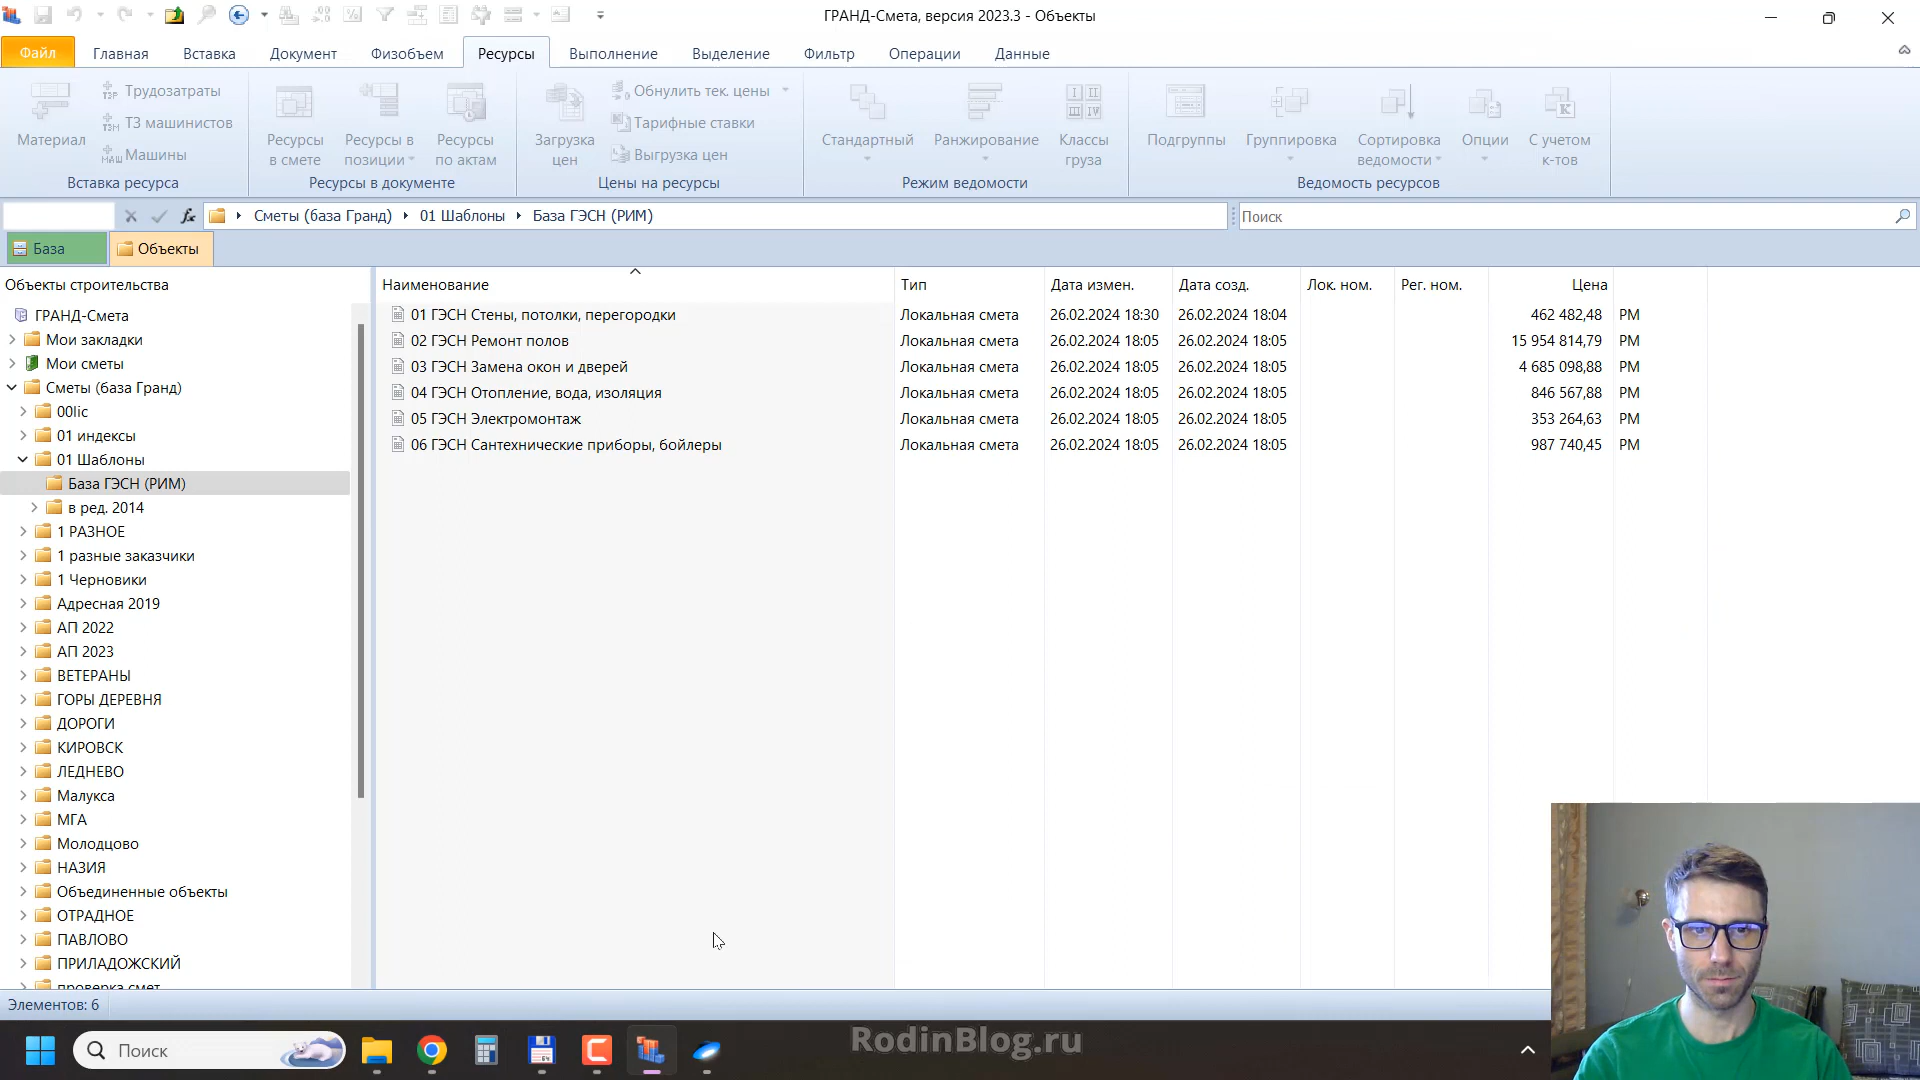 ГРАНД-Смета, версия 2023.3 - Объекты
Файл Главная Вставка Документ Физобъем Ресурсы Выполнение Выделение Фильтр Операции Данные
Материал
Трудозатраты
ТЗ машинистов
Машины
Вставка ресурса
Ресурсы в смете
Ресурсы в позиции
Ресурсы по актам
Ресурсы в документе
Загрузка цен
Обнулить тек. цены
Тарифные ставки
Выгрузка цен
Цены на ресурсы
Стандартный
Ранжирование
Классы груза
Режим ведомости
Подгруппы
Группировка
Сортировка ведомости
Опции
С учетом к-тов
Ведомость ресурсов
fx Сметы (база Гранд) 01 Шаблоны База ГЭСН (РИМ) Поиск
База Объекты
Объекты строительства
ГРАНД-Смета
Мои закладки
Мои сметы
Сметы (база Гранд)
00lic
01 индексы
01 Шаблоны
База ГЭСН (РИМ)
в ред. 2014
1 РАЗНОЕ
1 разные заказчики
1 Черновики
Адресная 2019
АП 2022
АП 2023
ВЕТЕРАНЫ
ГОРЫ ДЕРЕВНЯ
ДОРОГИ
КИРОВСК
ЛЕДНЕВО
Малукса
МГА
Молодцово
НАЗИЯ
Объединенные объекты
ОТРАДНОЕ
ПАВЛОВО
ПРИЛАДОЖСКИЙ
проверка смет
Наименование Тип Дата измен. Дата созд. Лок. ном. Рег. ном. Цена
01 ГЭСН Стены, потолки, перегородки Локальная смета 26.02.2024 18:30 26.02.2024 18:04 462 482,48 РМ
02 ГЭСН Ремонт полов Локальная смета 26.02.2024 18:05 26.02.2024 18:05 15 954 814,79 РМ
03 ГЭСН Замена окон и дверей Локальная смета 26.02.2024 18:05 26.02.2024 18:05 4 685 098,88 РМ
04 ГЭСН Отопление, вода, изоляция Локальная смета 26.02.2024 18:05 26.02.2024 18:05 846 567,88 РМ
05 ГЭСН Электромонтаж Локальная смета 26.02.2024 18:05 26.02.2024 18:05 353 264,63 РМ
06 ГЭСН Сантехнические приборы, бойлеры Локальная смета 26.02.2024 18:05 26.02.2024 18:05 987 740,45 РМ
Элементов: 6
Поиск
RodinBlog.ru